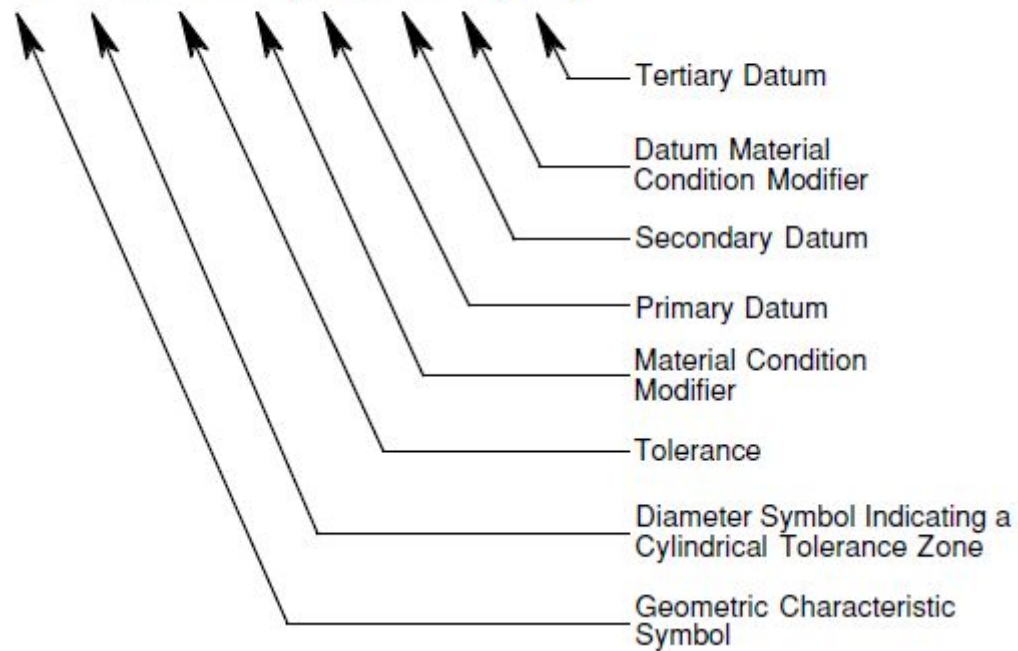 Tertiary Datum
Datum Material
Condition Modifier
Secondary Datum
Primary Datum
Material Condition
Modifier
Tolerance
Diameter Symbol Indicating a
Cylindrical Tolerance Zone
Geometric Characteristic
Symbol